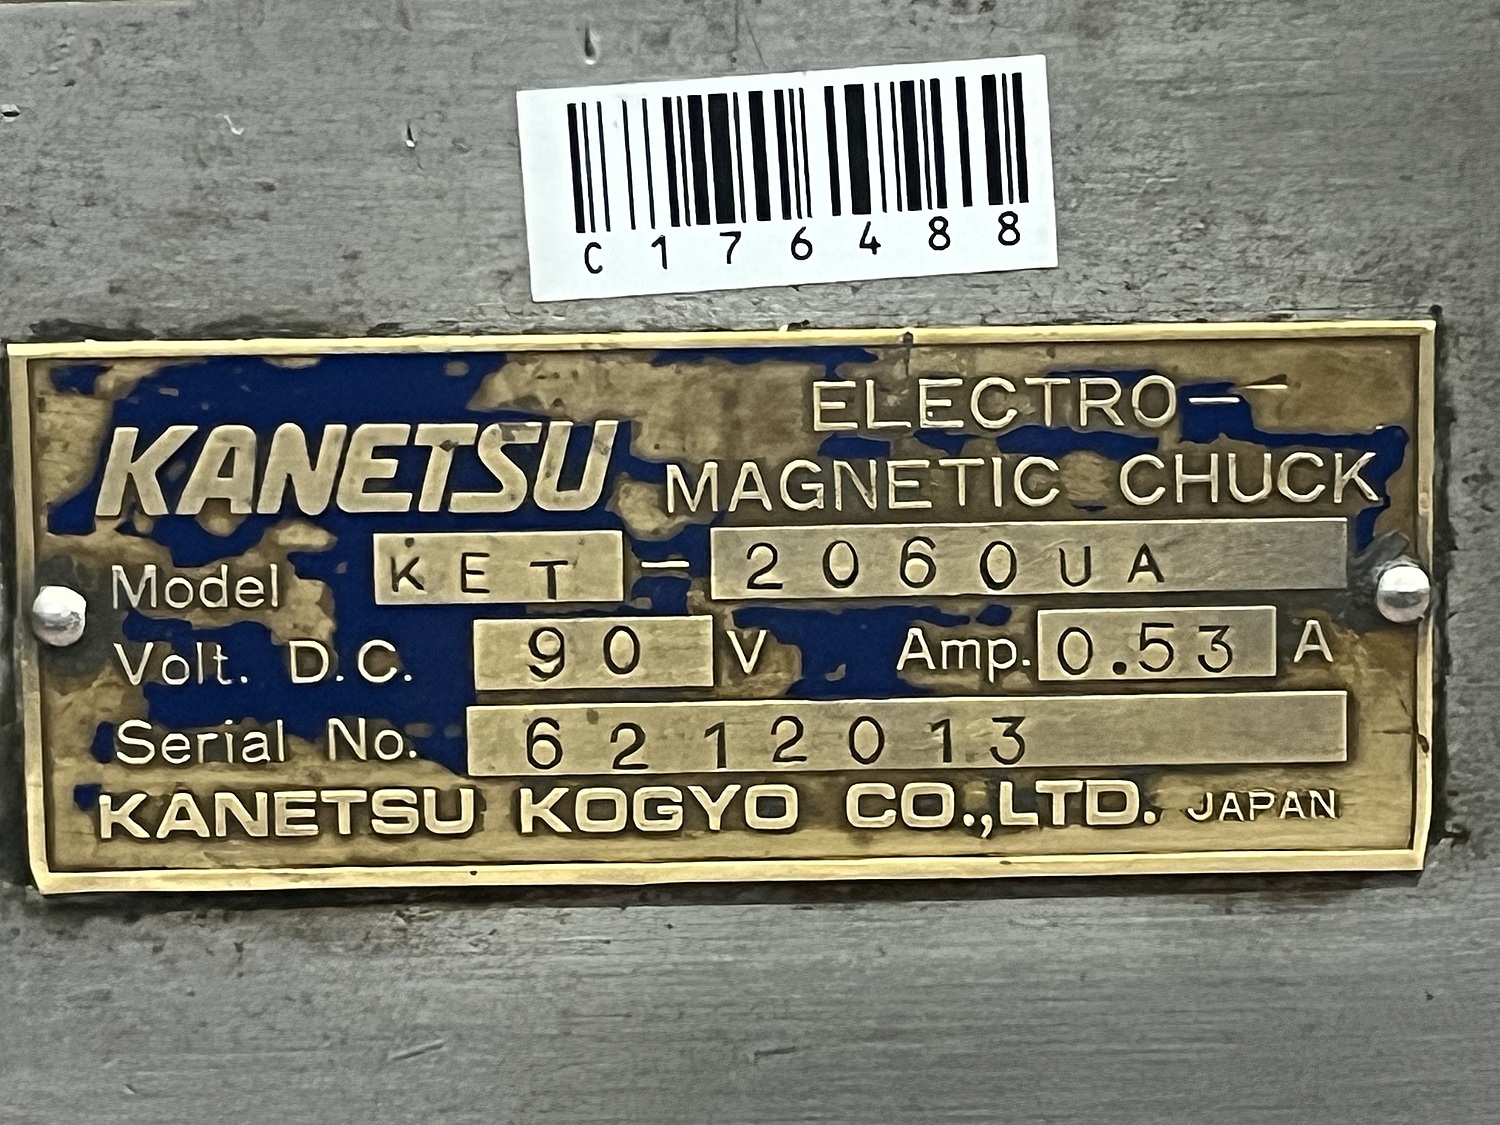 C176488
KANETSU
ELECTRO-
MAGNETIC CHUCK
Model KET-2060UA
Volt. D.C. 90 V Amp. 0.53 A
Serial No. 6212013
KANETSU KOGYO CO.,LTD. JAPAN